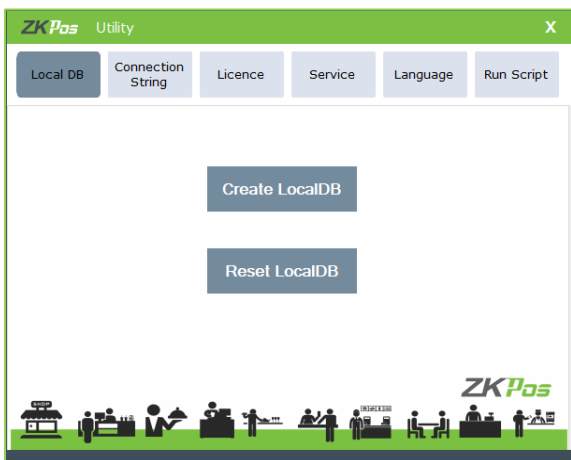 ZKPos Utility X
Local DB
Connection
String
Licence
Service
Language
Run Script
Create LocalDB
Reset LocalDB
ZKPos
SHOP